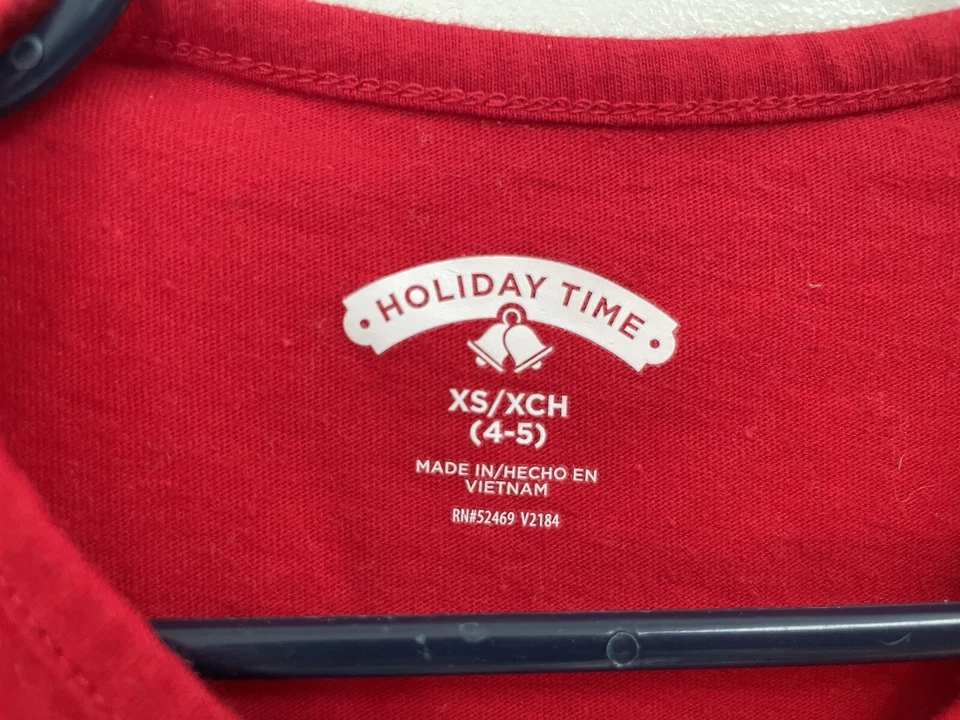 HOLIDAY TIME
XS/XCH
(4-5)
MADE IN/HECHO EN
VIETNAM
RN#52469 V2184